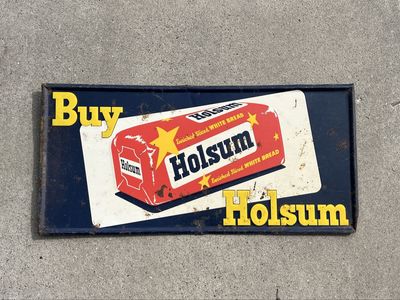 Buy
Holsum
Enriched Sliced WHITE BREAD
Holsum
Holsum
Enriched Sliced WHITE BREAD
Holsum